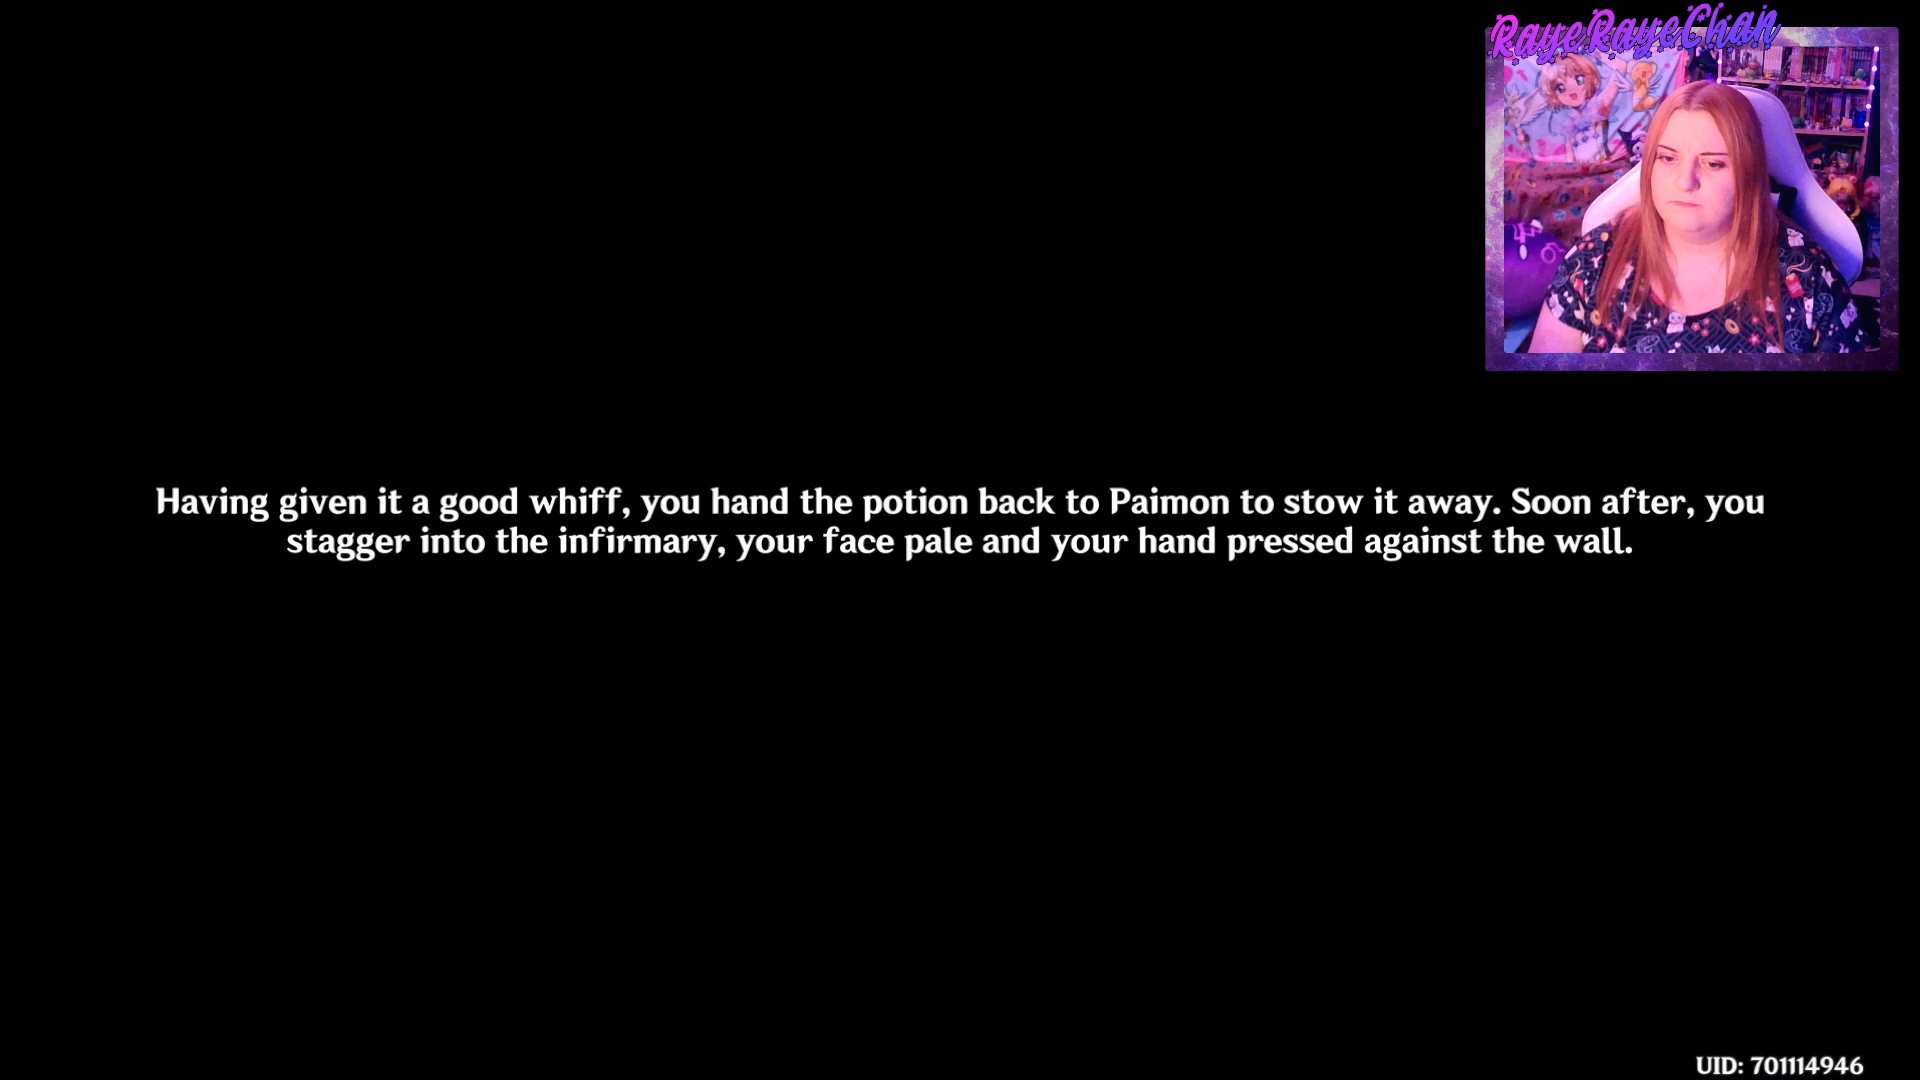 RayeRayeChan
Having given it a good whiff, you hand the potion back to Paimon to stow it away. Soon after, you
stagger into the infirmary, your face pale and your hand pressed against the wall.
UID: 701114946